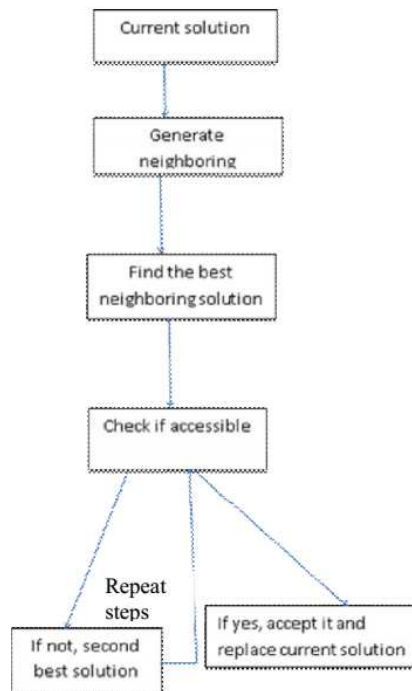 Current solution
Generate
neighboring
Find the best
neighboring solution
Check if accessible
Repeat
steps
If not, second
best solution
If yes, accept it and
replace current solution